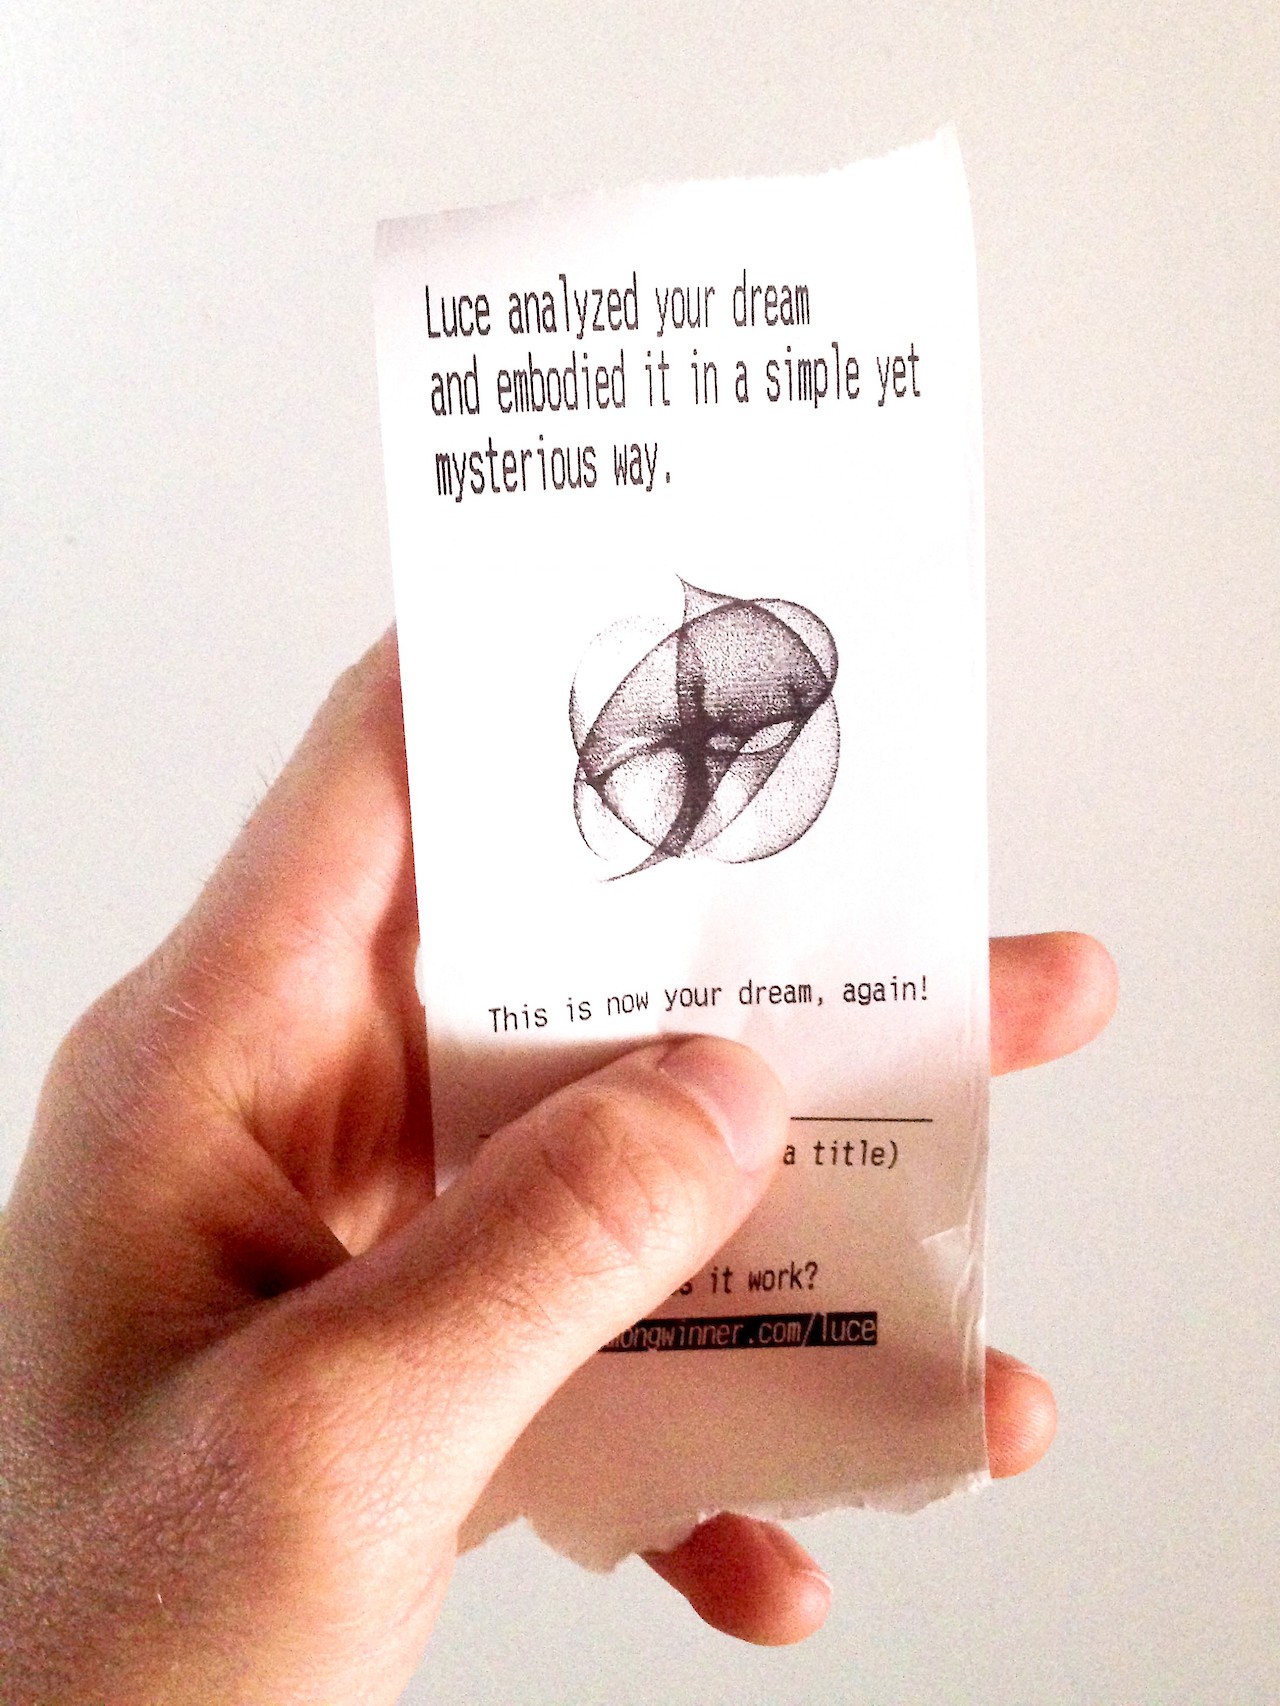 Luce analyzed your dream
and embodied it in a simple yet
mysterious way.
This is now your dream, again!
a title)
it work?